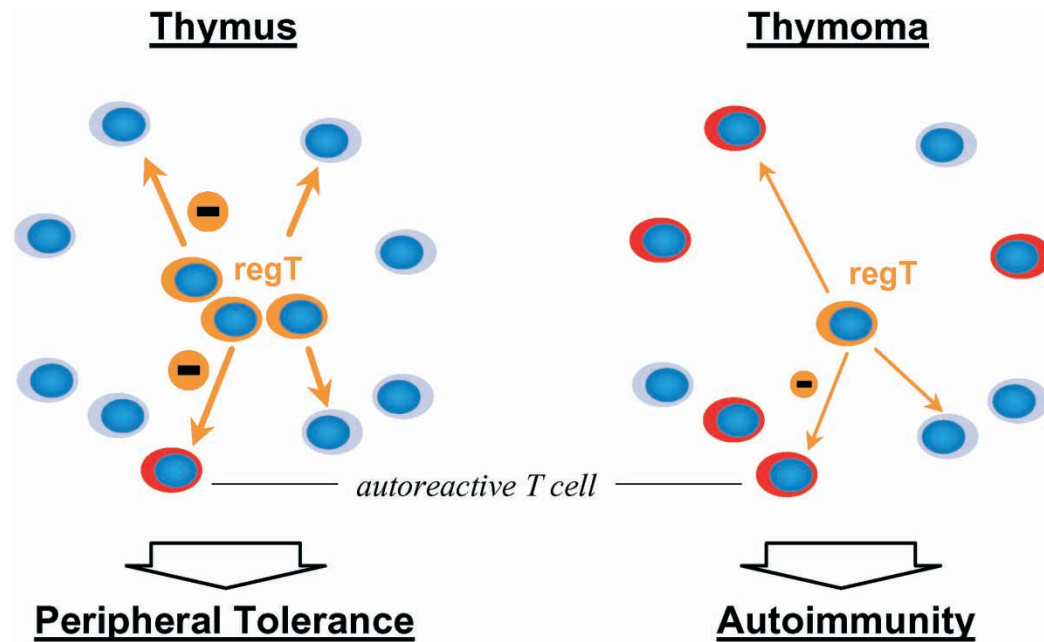 Thymus
Thymoma
regT
regT
autoreactive T cell
Peripheral Tolerance
Autoimmunity